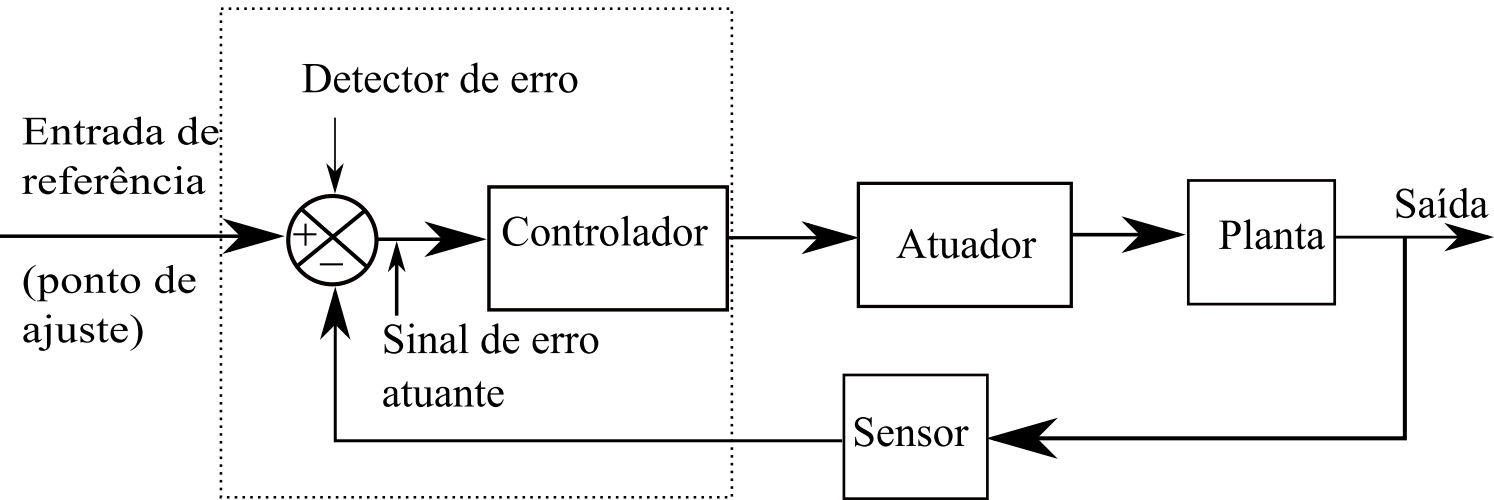 Detector de erro
Entrada de
referência
(ponto de
ajuste)
+
−
Sinal de erro
atuante
Controlador
Atuador
Planta
Saída
Sensor